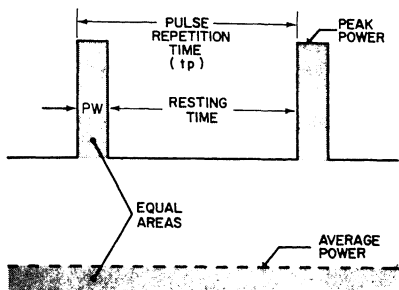 PULSE
REPETITION
TIME
(tp)
PEAK
POWER
PW
RESTING
TIME
EQUAL
AREAS
AVERAGE
POWER